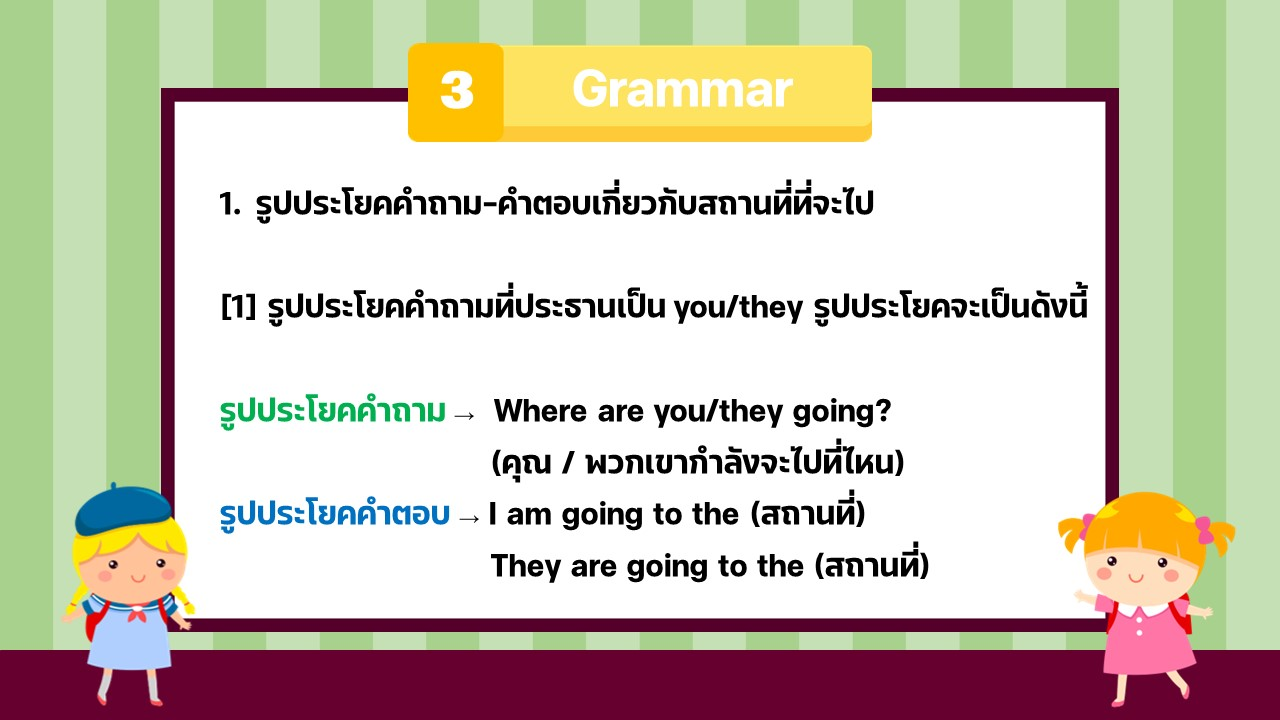 3 Grammar
1. รูปประโยคคำถาม-คำตอบเกี่ยวกับสถานที่ที่จะไป
[1] รูปประโยคคำถามที่ประธานเป็น you/they รูปประโยคจะเป็นดังนี้
รูปประโยคคำถาม → Where are you/they going?
(คุณ / พวกเขากำลังจะไปที่ไหน)
รูปประโยคคำตอบ → I am going to the (สถานที่)
They are going to the (สถานที่)